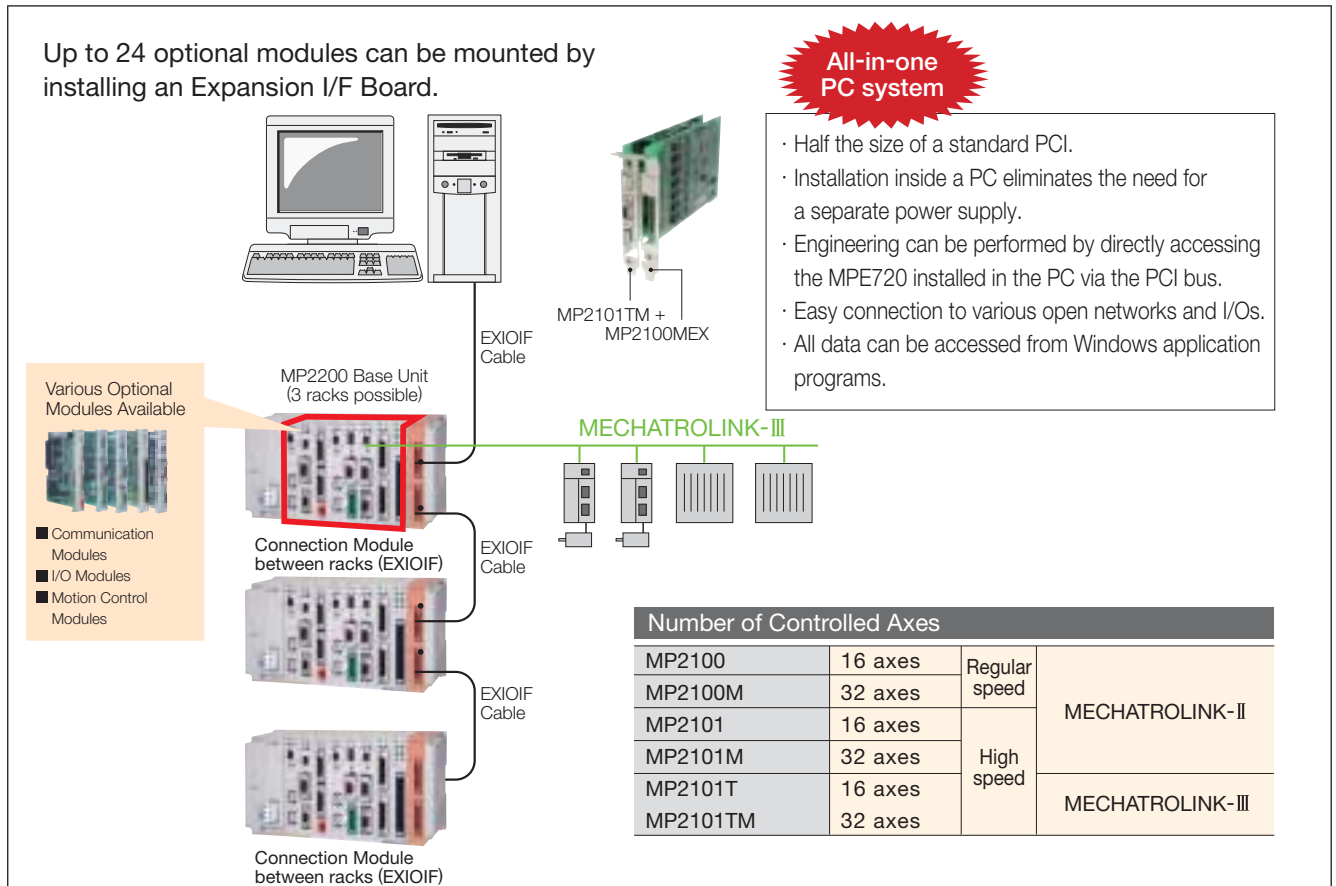 Up to 24 optional modules can be mounted by
installing an Expansion I/F Board.
All-in-one
PC system
· Half the size of a standard PCI.
· Installation inside a PC eliminates the need for
a separate power supply.
· Engineering can be performed by directly accessing
the MPE720 installed in the PC via the PCI bus.
· Easy connection to various open networks and I/Os.
· All data can be accessed from Windows application
programs.
MP2101TM +
MP2100MEX
EXIOIF
Cable
MP2200 Base Unit
(3 racks possible)
Various Optional
Modules Available
■ Communication
Modules
■ I/O Modules
■ Motion Control
Modules
MECHATROLINK-Ⅲ
Connection Module
between racks (EXIOIF)
EXIOIF
Cable
EXIOIF
Cable
Connection Module
between racks (EXIOIF)
Number of Controlled Axes
MP2100 16 axes Regular speed MECHATROLINK-Ⅱ
MP2100M 32 axes
MP2101 16 axes High speed
MP2101M 32 axes
MP2101T 16 axes MECHATROLINK-Ⅲ
MP2101TM 32 axes